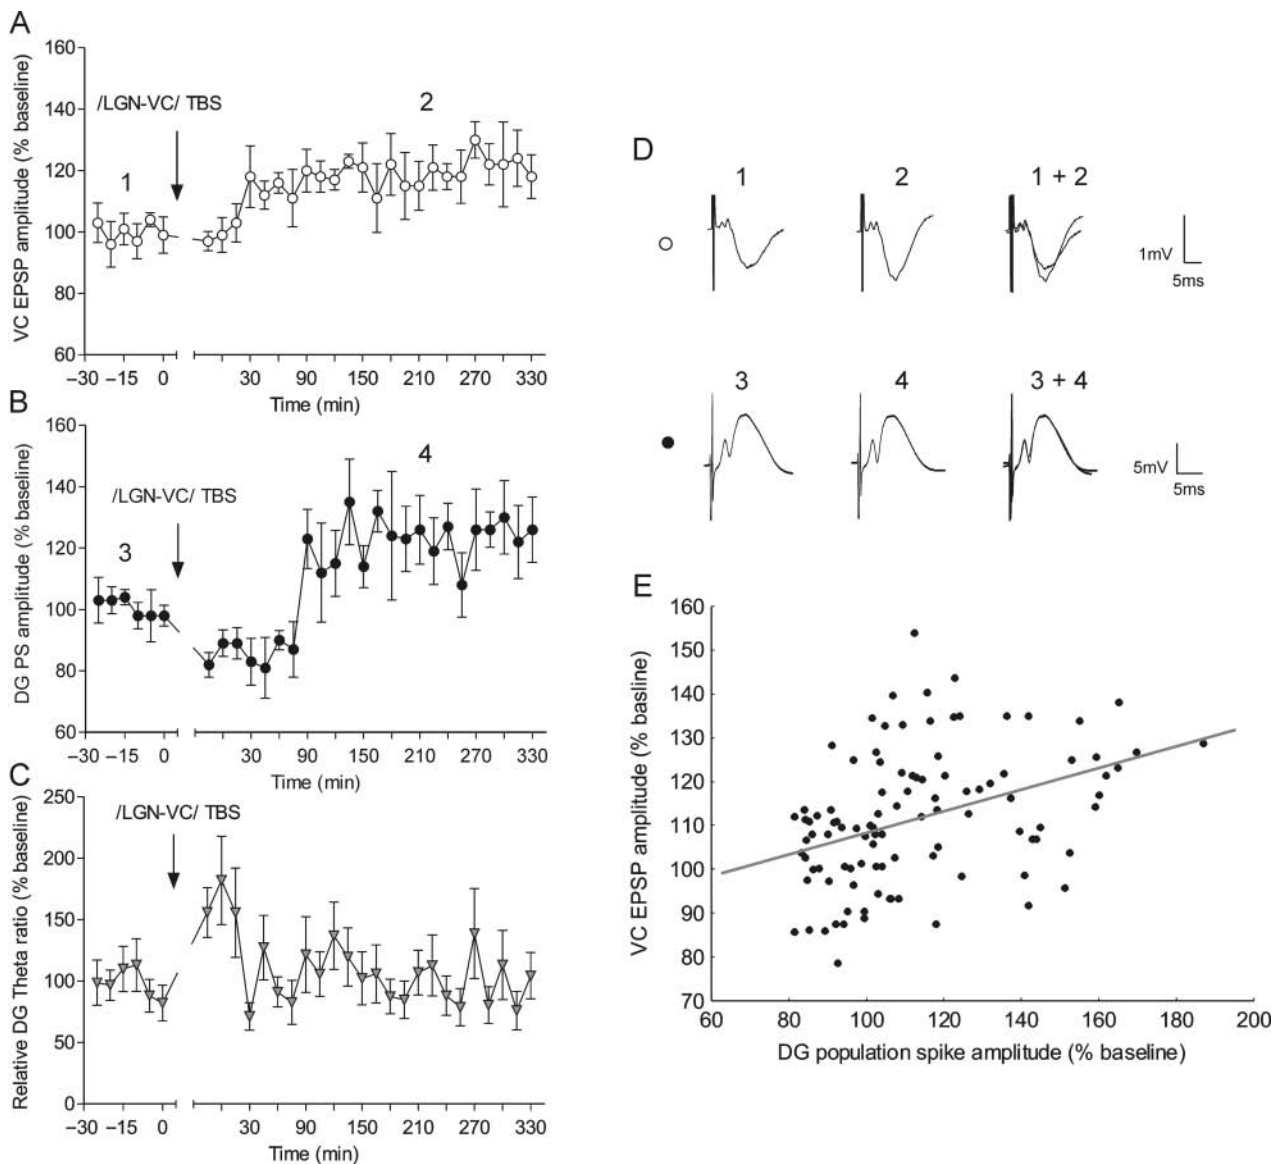 A
160
140
120
100
80
60
VC EPSP amplitude (% baseline)
/LGN-VC/ TBS
1
2
−30 −15 0 30 90 150 210 270 330
Time (min)
B
160
140
120
100
80
60
DG PS amplitude (% baseline)
/LGN-VC/ TBS
3
4
−30 −15 0 30 90 150 210 270 330
Time (min)
C
250
200
150
100
50
0
Relative DG Theta ratio (% baseline)
/LGN-VC/ TBS
−30 −15 0 30 90 150 210 270 330
Time (min)
D
1 2 1 + 2
1mV
5ms
3 4 3 + 4
5mV
5ms
E
160
150
140
130
120
110
100
90
80
70
VC EPSP amplitude (% basline)
60 80 100 120 140 160 180 200
DG population spike amplitude (% baseline)